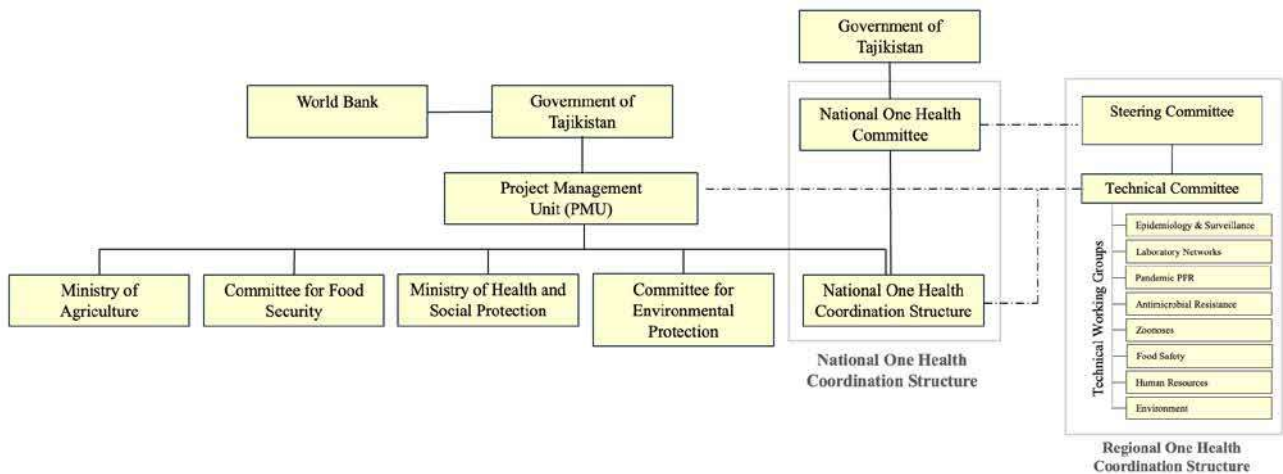 Government of
Tajikistan
World Bank
Government of
Tajikistan
National One Health
Committee
Steering Committee
Project Management
Unit (PMU)
Technical Committee
Technical Working Groups
Epidemiology & Surveillance
Laboratory Networks
Pandemic PFR
Antimicrobial Resistance
Zoonoses
Food Safety
Human Resources
Environment
Ministry of
Agriculture
Committee for Food
Security
Ministry of Health and
Social Protection
Committee for
Environmental
Protection
National One Health
Coordination Structure
National One Health
Coordination Structure
Regional One Health
Coordination Structure